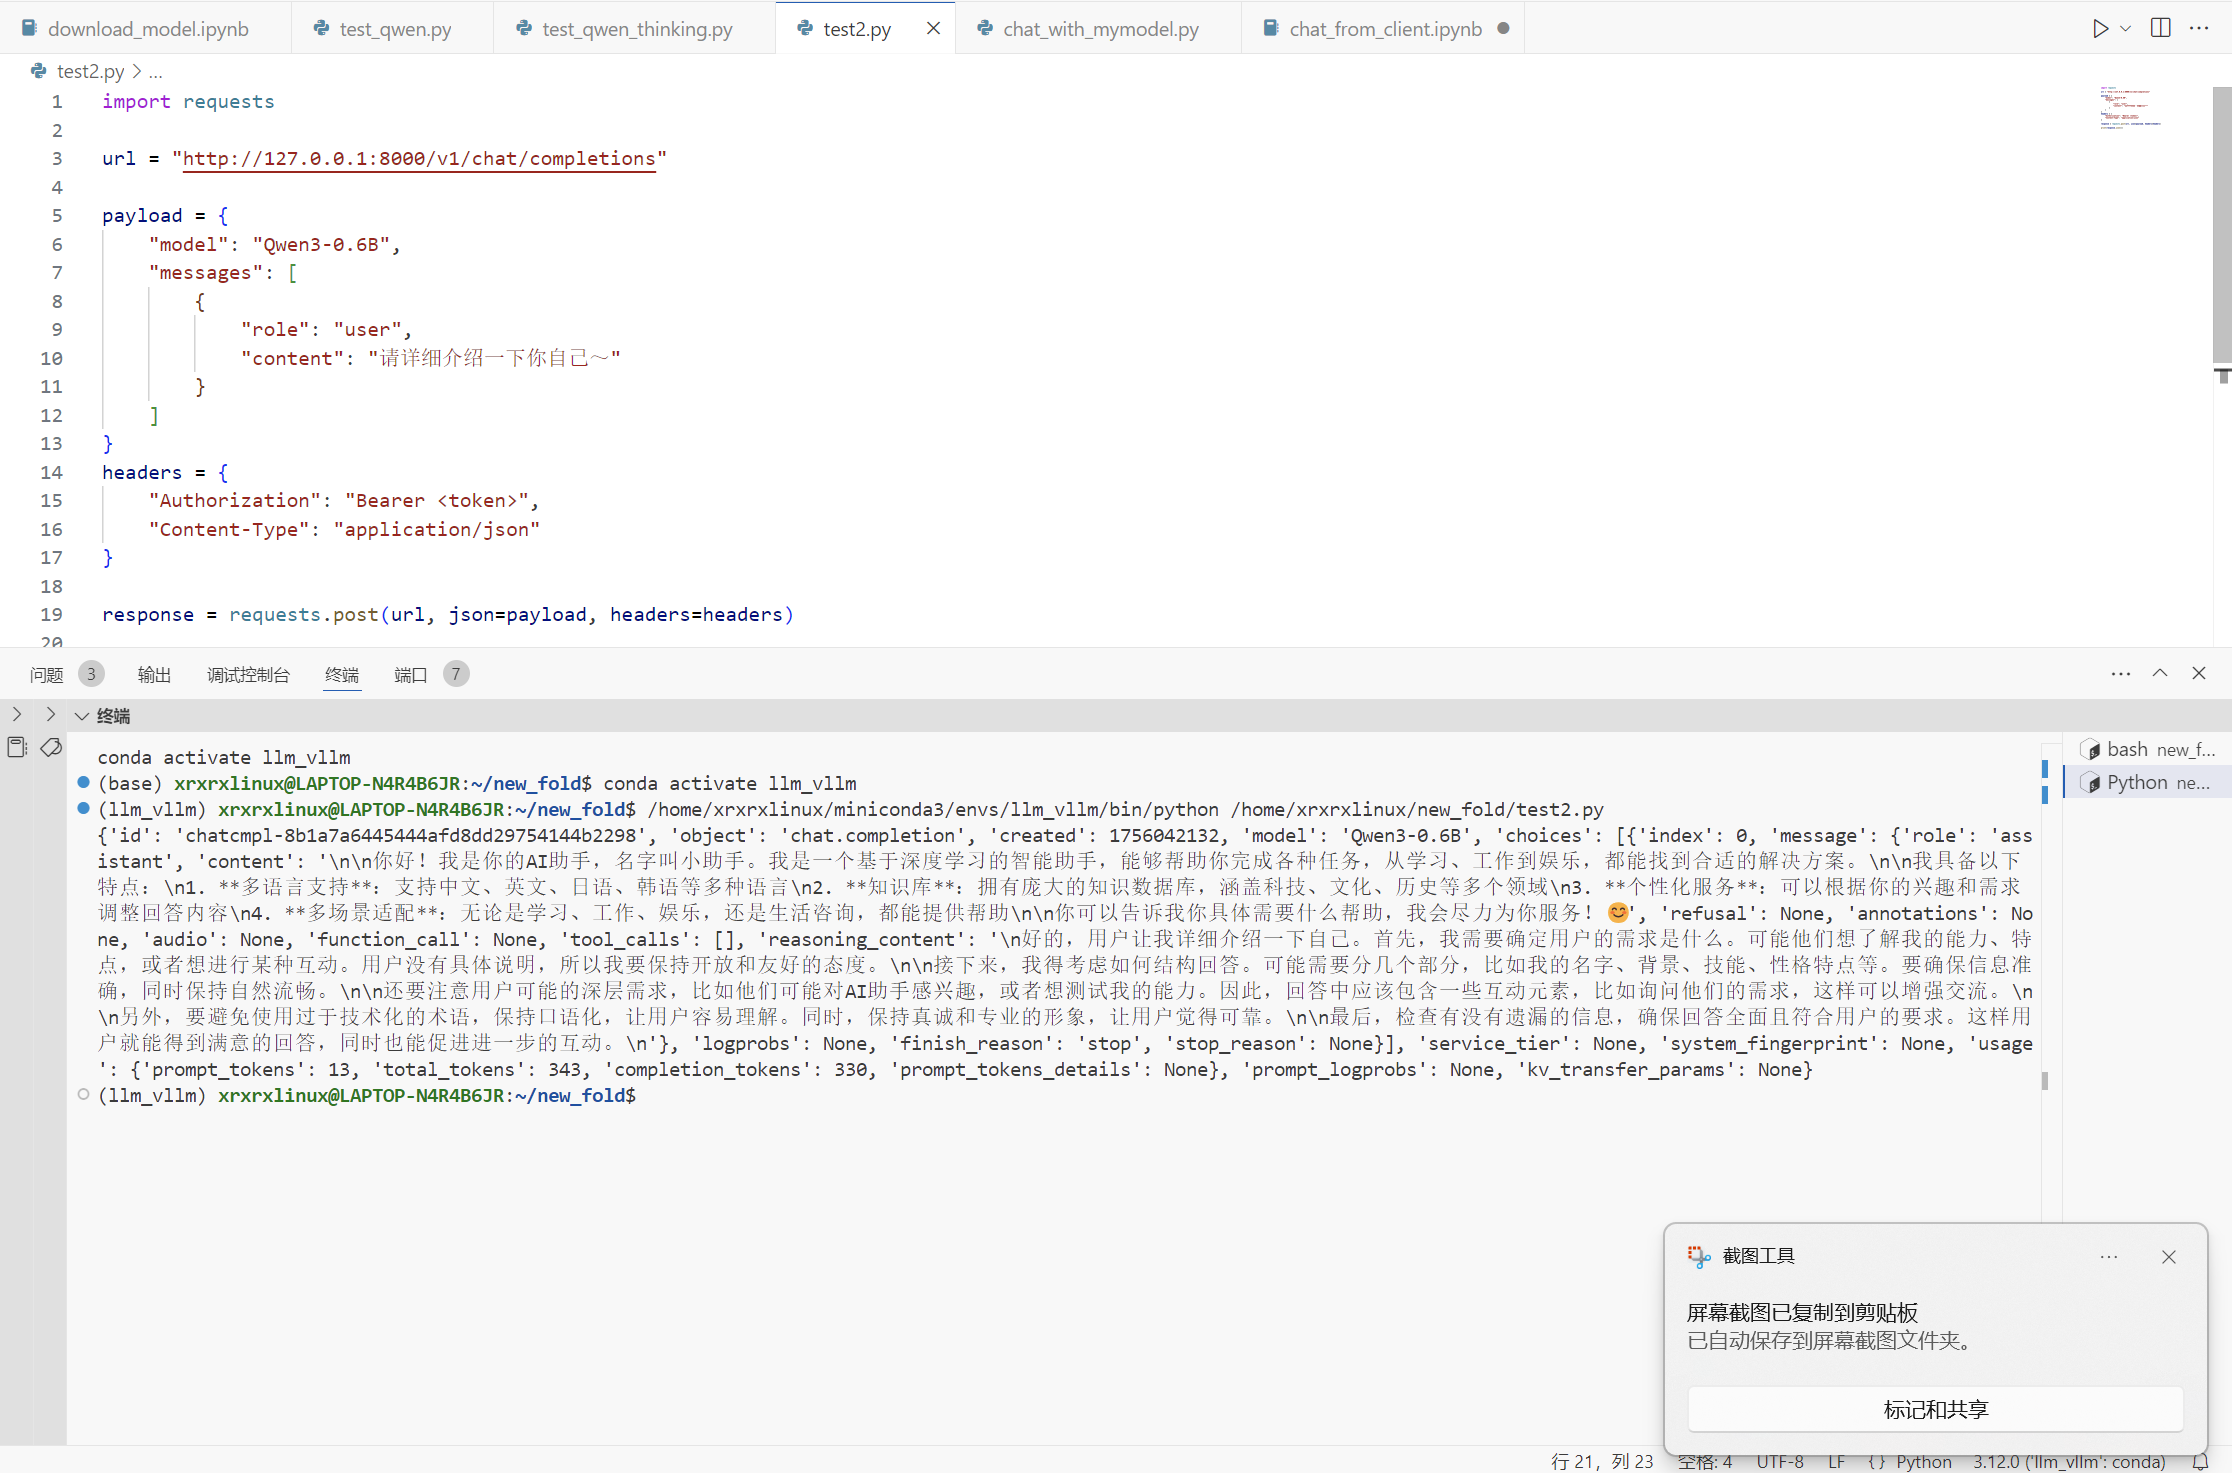 download_model.ipynb
test_qwen.py
test_qwen_thinking.py
test2.py
chat_with_mymodel.py
chat_from_client.ipynb
test2.py > ...
1 import requests
2
3 url = "http://127.0.0.1:8000/v1/chat/completions"
4
5 payload = {
6 "model": "Qwen3-0.6B",
7 "messages": [
8 {
9 "role": "user",
10 "content": "请详细介绍一下你自己～"
11 }
12 ]
13 }
14 headers = {
15 "Authorization": "Bearer <token>",
16 "Content-Type": "application/json"
17 }
18
19 response = requests.post(url, json=payload, headers=headers)
20
问题 3 输出 调试控制台 终端 端口 7
终端
conda activate llm_vllm
(base) xrxrxlinux@LAPTOP-N4R4B6JR:~/new_fold$ conda activate llm_vllm
(llm_vllm) xrxrxlinux@LAPTOP-N4R4B6JR:~/new_fold$ /home/xrxrxlinux/miniconda3/envs/llm_vllm/bin/python /home/xrxrxlinux/new_fold/test2.py
{'id': 'chatcmpl-8b1a7a6445444afd8dd29754144b2298', 'object': 'chat.completion', 'created': 1756042132, 'model': 'Qwen3-0.6B', 'choices': [{'index': 0, 'message': {'role': 'ass
istant', 'content': '\n\n你好！我是你的AI助手，名字叫小助手。我是一个基于深度学习的智能助手，能够帮助你完成各种任务，从学习、工作到娱乐，都能找到合适的解决方案。\n\n我具备以下
特点：\n1. **多语言支持**：支持中文、英文、日语、韩语等多种语言\n2. **知识库**：拥有庞大的知识数据库，涵盖科技、文化、历史等多个领域\n3. **个性化服务**：可以根据你的兴趣和需求
调整回答内容\n4. **多场景适配**：无论是学习、工作、娱乐，还是生活咨询，都能提供帮助\n\n你可以告诉我你具体需要什么帮助，我会尽力为你服务！😊', 'refusal': None, 'annotations': No
ne, 'audio': None, 'function_call': None, 'tool_calls': [], 'reasoning_content': '\n好的，用户让我详细介绍一下自己。首先，我需要确定用户的需求是什么。可能他们想了解我的能力、特
点，或者想进行某种互动。用户没有具体说明，所以我要保持开放和友好的态度。\n\n接下来，我得考虑如何结构回答。可能需要分几个部分，比如我的名字、背景、技能、性格特点等。要确保信息准
确，同时保持自然流畅。\n\n还要注意用户可能的深层需求，比如他们可能对AI助手感兴趣，或者想测试我的能力。因此，回答中应该包含一些互动元素，比如询问他们的需求，这样可以增强交流。\n
\n另外，要避免使用过于技术化的术语，保持口语化，让用户容易理解。同时，保持真诚和专业的形象，让用户觉得可靠。\n\n最后，检查有没有遗漏的信息，确保回答全面且符合用户的要求。这样用
户就能得到满意的回答，同时也能促进进一步的互动。\n'}, 'logprobs': None, 'finish_reason': 'stop', 'stop_reason': None}], 'service_tier': None, 'system_fingerprint': None, 'usage
': {'prompt_tokens': 13, 'total_tokens': 343, 'completion_tokens': 330, 'prompt_tokens_details': None}, 'prompt_logprobs': None, 'kv_transfer_params': None}
(llm_vllm) xrxrxlinux@LAPTOP-N4R4B6JR:~/new_fold$
bash new_f...
Python ne...
截图工具
屏幕截图已复制到剪贴板
已自动保存到屏幕截图文件夹。
标记和共享
行 21，列 23 空格: 4 UTF-8 LF {} Python 3.12.0 ('llm_vllm': conda)